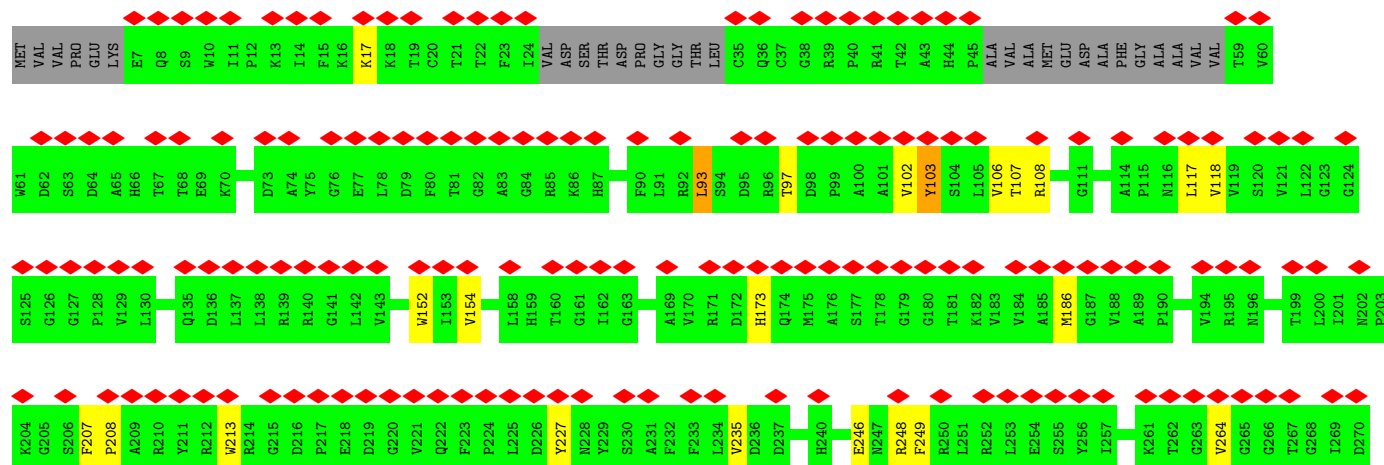 MET VAL VAL PRO GLU LYS E7 Q8 S9 W10 I11 P12 K13 I14 F15 K16 K17 K18 T19 C20 T21 T22 F23 I24 VAL ASP SER THR ASP PRO GLY GLY THR LEU C35 Q36 C37 G38 R39 P40 R41 T42 A43 H44 P45 ALA VAL ALA MET GLU ASP ALA PHE GLY ALA ALA VAL VAL T59 V60
W61 D62 S63 D64 A65 H66 T67 T68 E69 K70 D73 A74 Y75 G76 E77 L78 D79 F80 T81 G82 A83 G84 R85 K86 H87 F90 L91 R92 L93 S94 D95 R96 T97 D98 P99 A100 A101 V102 Y103 S104 L105 V106 T107 R108 G111 A114 P115 N116 L117 V118 V119 S120 V121 L122 G123 G124
S125 G126 G127 P128 V129 L130 Q135 D136 L137 L138 R139 R140 G141 L142 V143 W152 I153 V154 L158 H159 T160 G161 I162 G163 A169 V170 R171 D172 H173 Q174 M175 A176 S177 T178 G179 G180 T181 K182 V183 V184 A185 M186 G187 V188 A189 P190 V194 R195 N196 T199 L200 I201 N202 P203
K204 G205 S206 F207 P208 A209 R210 Y211 R212 W213 R214 G215 D216 P217 E218 D219 G220 V221 Q222 F223 P224 L225 D226 Y227 N228 Y229 S230 A231 F232 F233 L234 V235 D236 D237 H240 E246 N247 R248 F249 R250 L251 R252 L253 E254 S255 Y256 I257 K261 T262 G263 V264 G265 G266 T267 G268 I269 D270